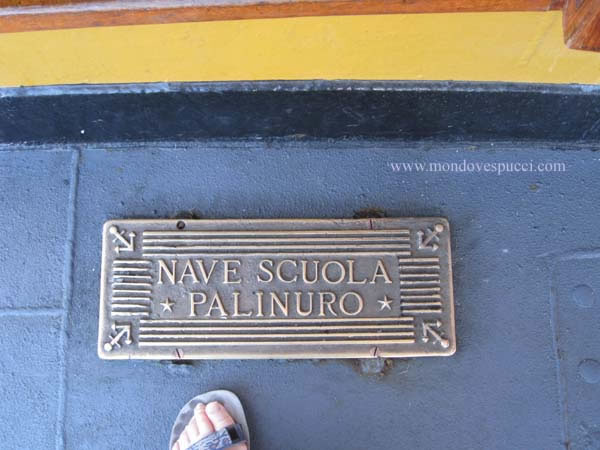 www.mondovespucci.com
NAVE SCUOLA
★ PALINURO ★